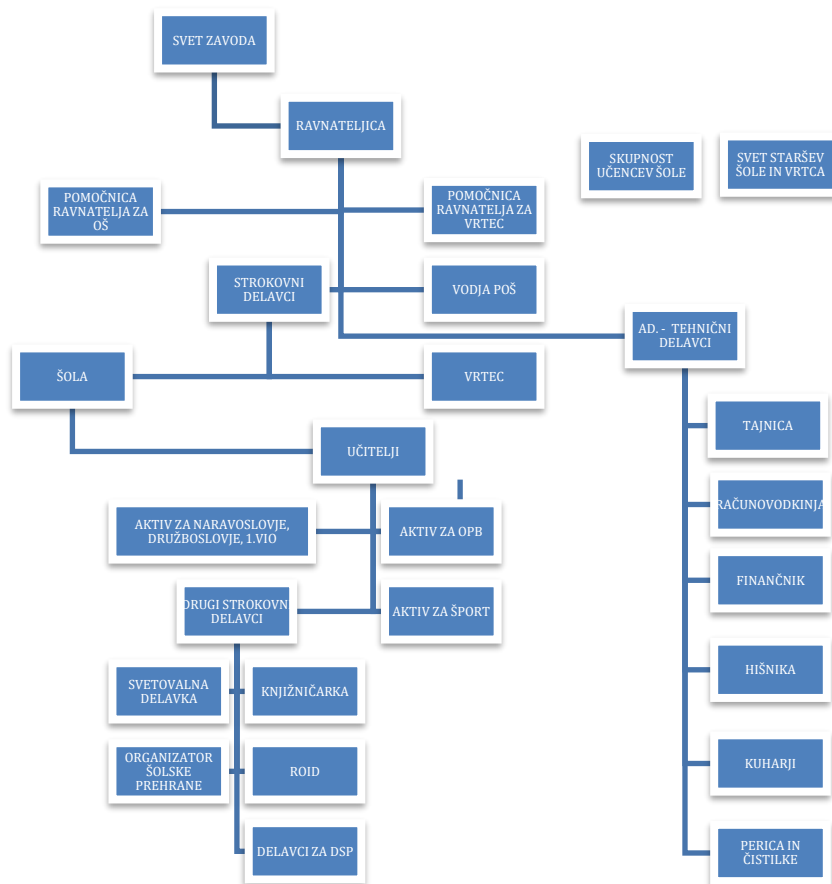 SVET ZAVODA
RAVNATELJICA
SKUPNOST
UČENCEV ŠOLE
SVET STARŠEV
ŠOLE IN VRTCA
POMOČNICA
RAVNATELJA ZA
OŠ
POMOČNICA
RAVNATELJA ZA
VRTEC
STROKOVNI
DELAVCI
VODJA POŠ
AD. - TEHNIČNI
DELAVCI
ŠOLA
VRTEC
TAJNICA
UČITELJI
RAČUNOVODKINJA
AKTIV ZA NARAVOSLOVJE,
DRUŽBOSLOVJE, 1.VIO
AKTIV ZA OPB
FINANČNIK
DRUGI STROKOVNI
DELAVCI
AKTIV ZA ŠPORT
HIŠNIKA
SVETOVALNA
DELAVKA
KNJIŽNIČARKA
ORGANIZATOR
ŠOLSKE
PREHRANE
ROID
KUHARJI
DELAVCI ZA DSP
PERICA IN
ČISTILKE